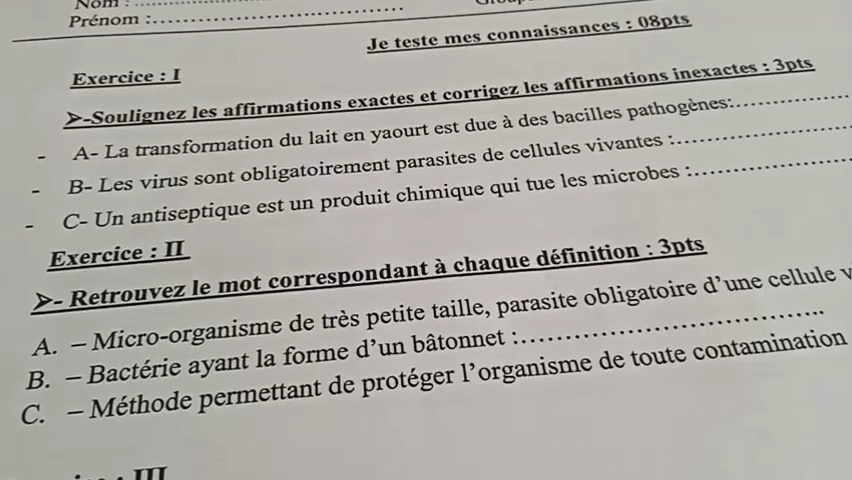 Nom :..............
Prénom :..................................
Je teste mes connaissances : 08pts
Exercice : I
➤-Soulignez les affirmations exactes et corrigez les affirmations inexactes : 3pts
- A- La transformation du lait en yaourt est due à des bacilles pathogènes:................
- B- Les virus sont obligatoirement parasites de cellules vivantes :........................
- C- Un antiseptique est un produit chimique qui tue les microbes :......................
Exercice : II
➤- Retrouvez le mot correspondant à chaque définition : 3pts
A. – Micro-organisme de très petite taille, parasite obligatoire d'une cellule
B. – Bactérie ayant la forme d'un bâtonnet :...................................
C. – Méthode permettant de protéger l'organisme de toute contamination
: III